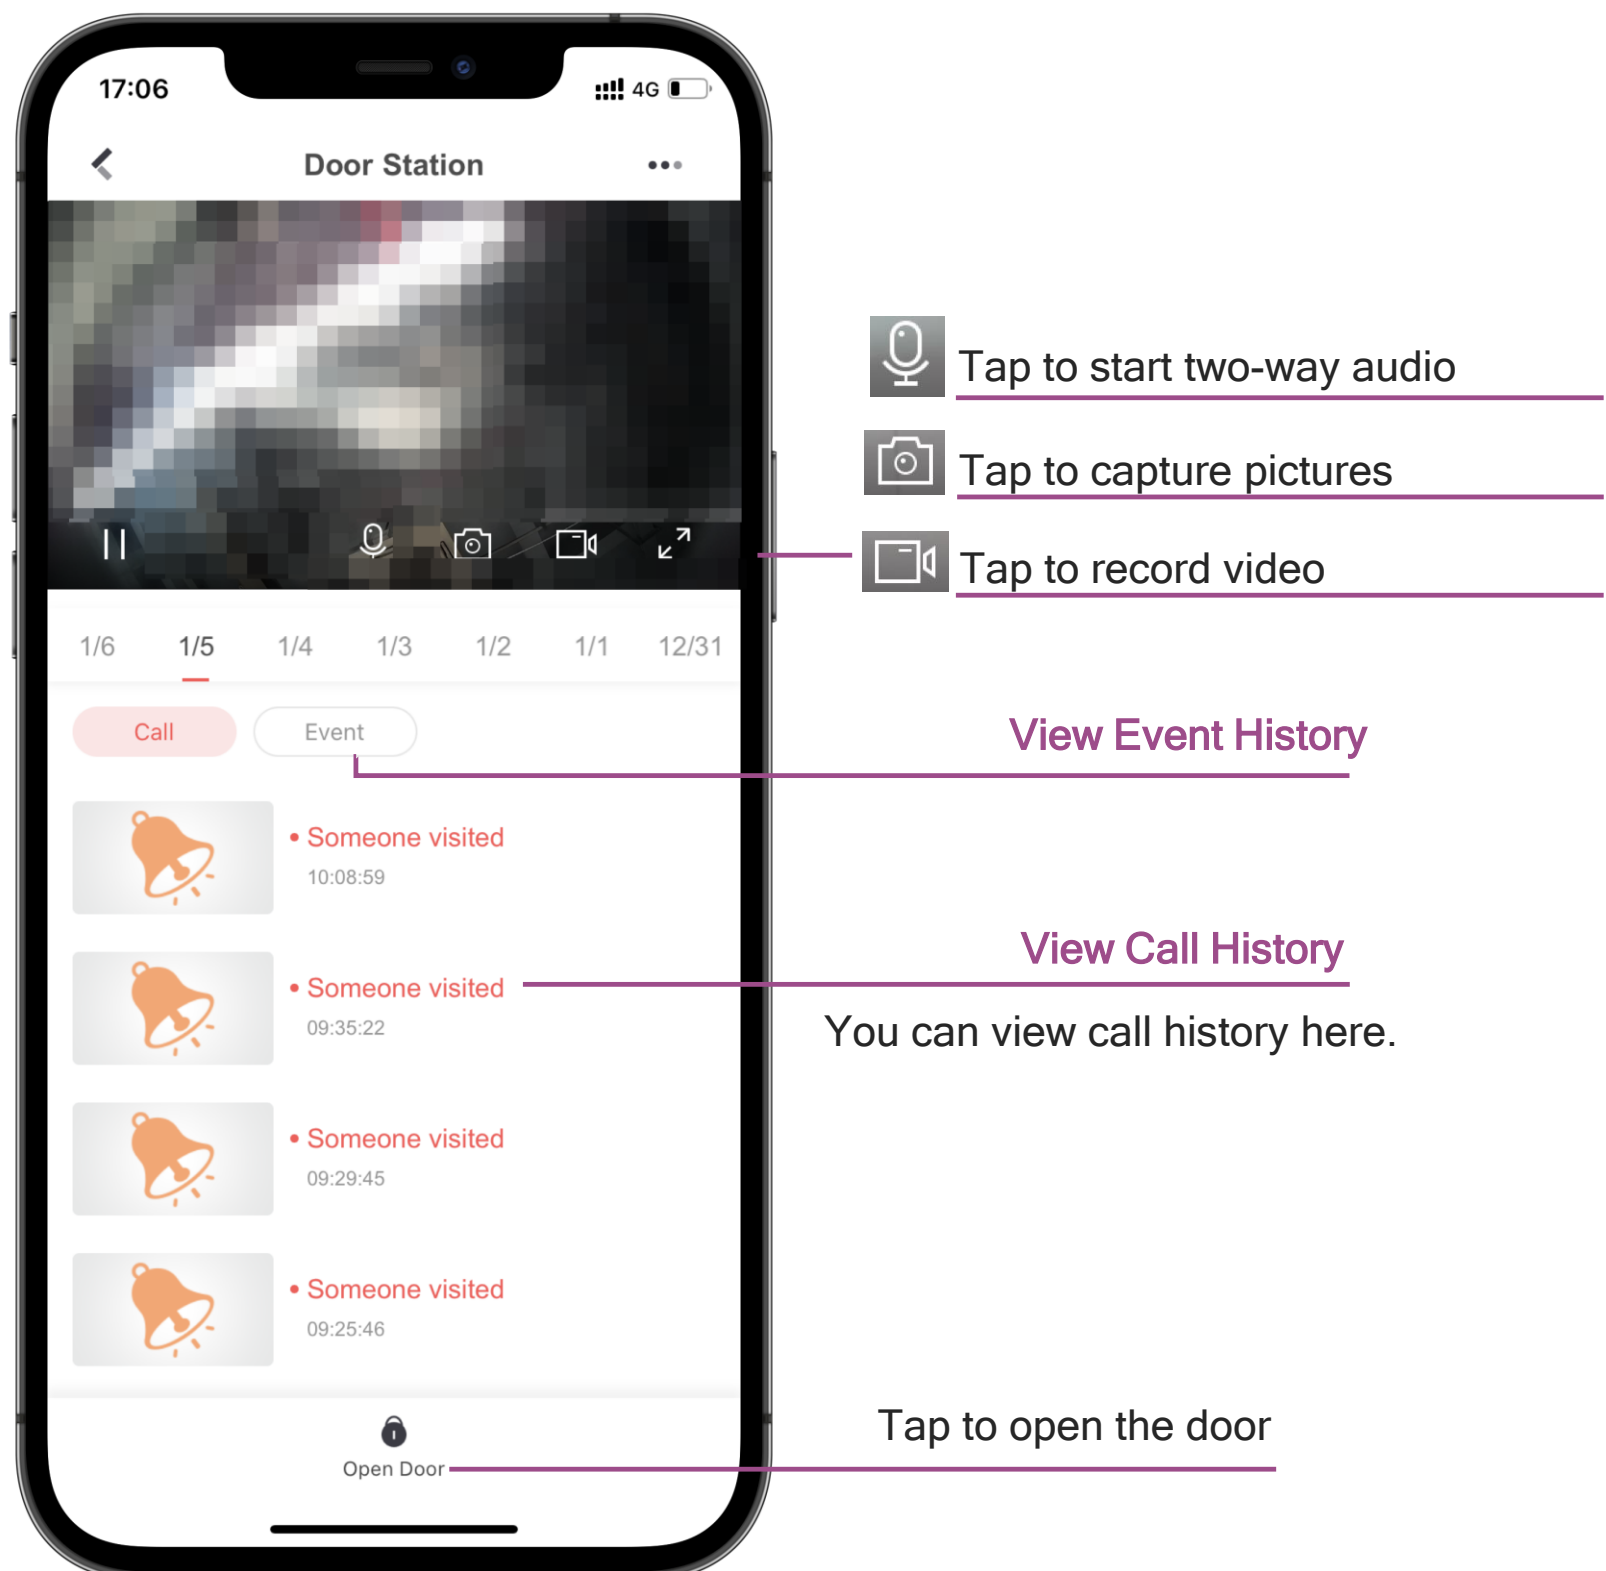 17:06
4G
Door Station
Tap to start two-way audio
Tap to capture pictures
Tap to record video
1/6 1/5 1/4 1/3 1/2 1/1 12/31
Call Event
View Event History
Someone visited
10:08:59
View Call History
Someone visited
09:35:22
You can view call history here.
Someone visited
09:29:45
Someone visited
09:25:46
Tap to open the door
Open Door